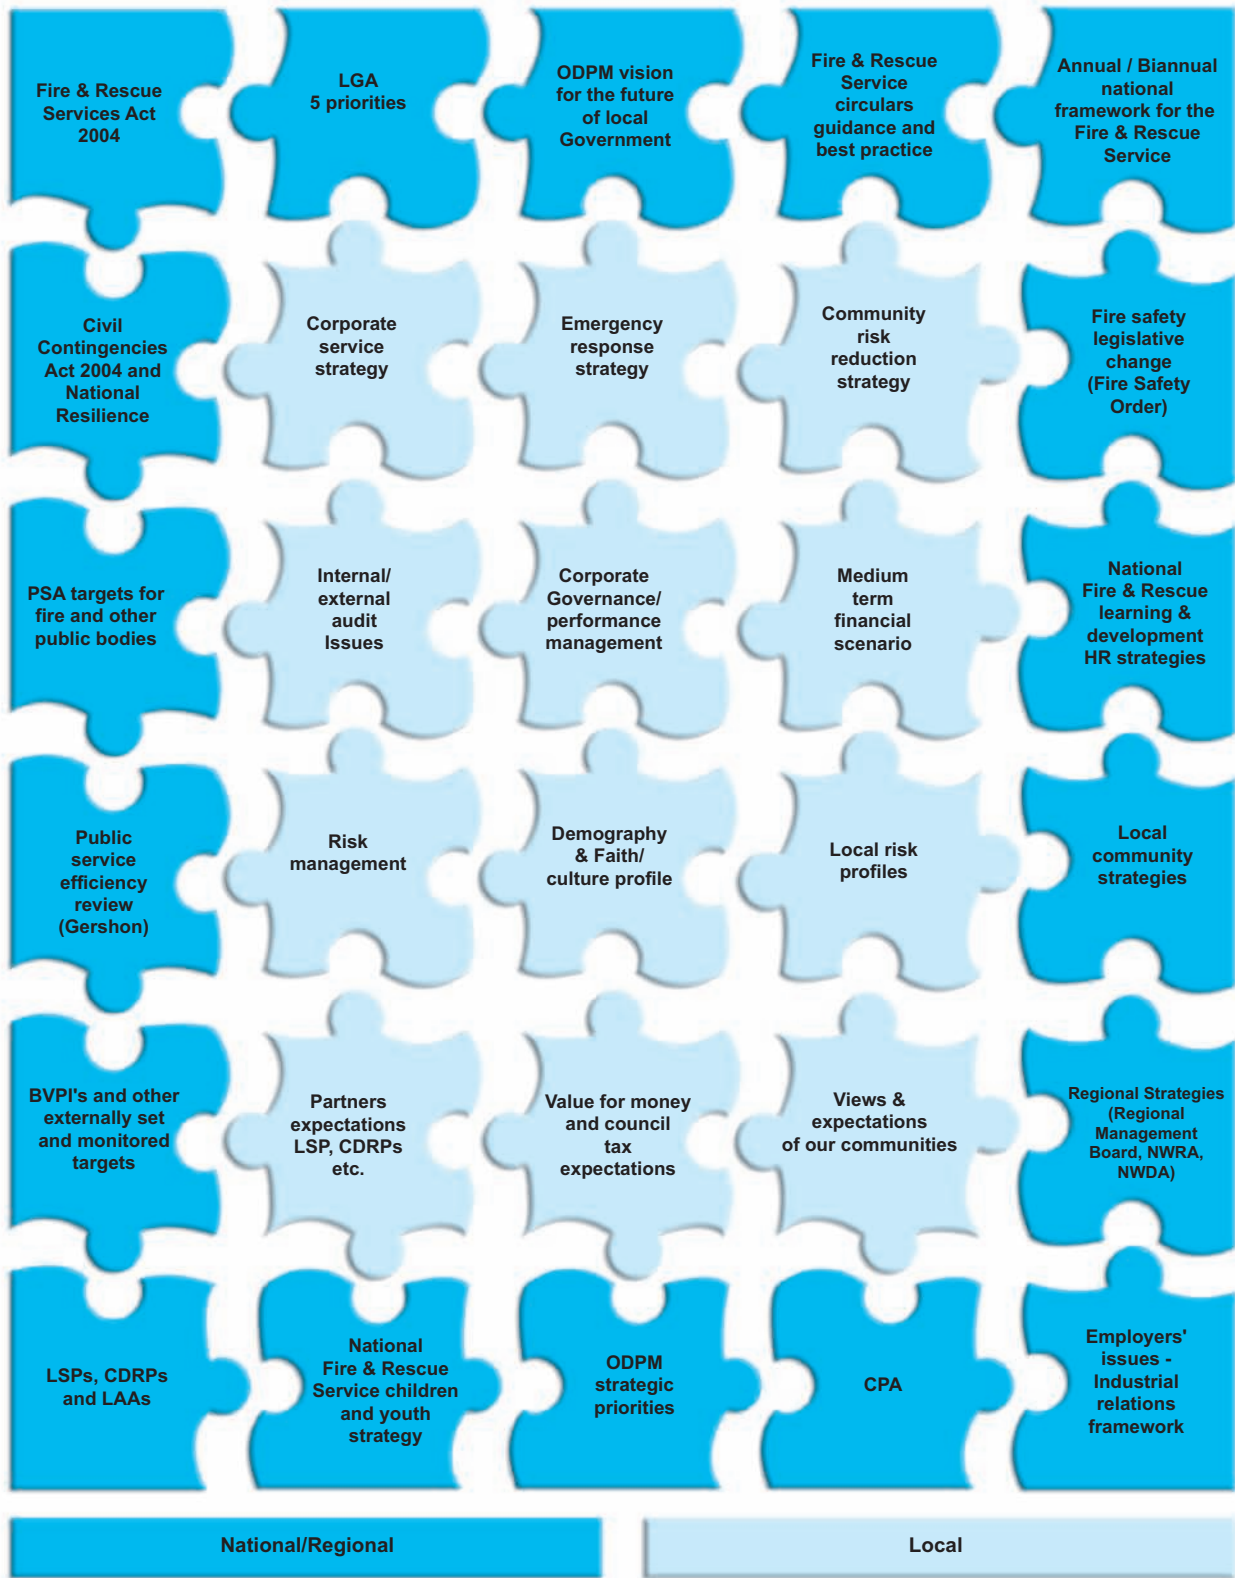 Fire & Rescue
Services Act
2004
LGA
5 priorities
ODPM vision
for the future
of local
Government
Fire & Rescue
Service
circulars
guidance and
best practice
Annual / Biannual
national
framework for the
Fire & Rescue
Service
Civil
Contingencies
Act 2004 and
National
Resilience
Corporate
service
strategy
Emergency
response
strategy
Community
risk
reduction
strategy
Fire safety
legislative
change
(Fire Safety
Order)
PSA targets for
fire and other
public bodies
Internal/
external
audit
Issues
Corporate
Governance/
performance
management
Medium
term
financial
scenario
National
Fire & Rescue
learning &
development
HR strategies
Public
service
efficiency
review
(Gershon)
Risk
management
Demography
& Faith/
culture profile
Local risk
profiles
Local
community
strategies
BVPI's and other
externally set
and monitored
targets
Partners
expectations
LSP, CDRPs
etc.
Value for money
and council
tax
expectations
Views &
expectations
of our communities
Regional Strategies
(Regional
Management
Board, NWRA,
NWDA)
LSPs, CDRPs
and LAAs
National
Fire & Rescue
Service children
and youth
strategy
ODPM
strategic
priorities
CPA
Employers'
issues -
Industrial
relations
framework
National/Regional
Local